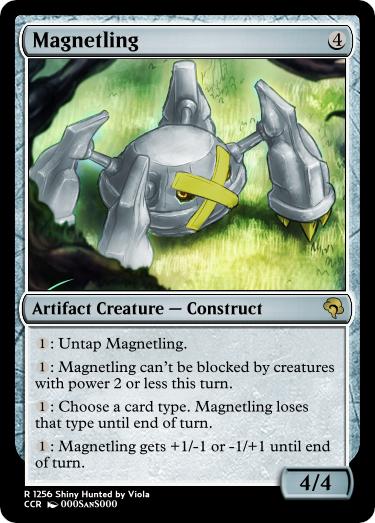 Magnetling 4
Artifact Creature — Construct
1 : Untap Magnetling.
1 : Magnetling can't be blocked by creatures
with power 2 or less this turn.
1 : Choose a card type. Magnetling loses
that type until end of turn.
1 : Magnetling gets +1/-1 or -1/+1 until end
of turn.
4/4
R 1256 Shiny Hunted by Viola
CCR 000SANS000